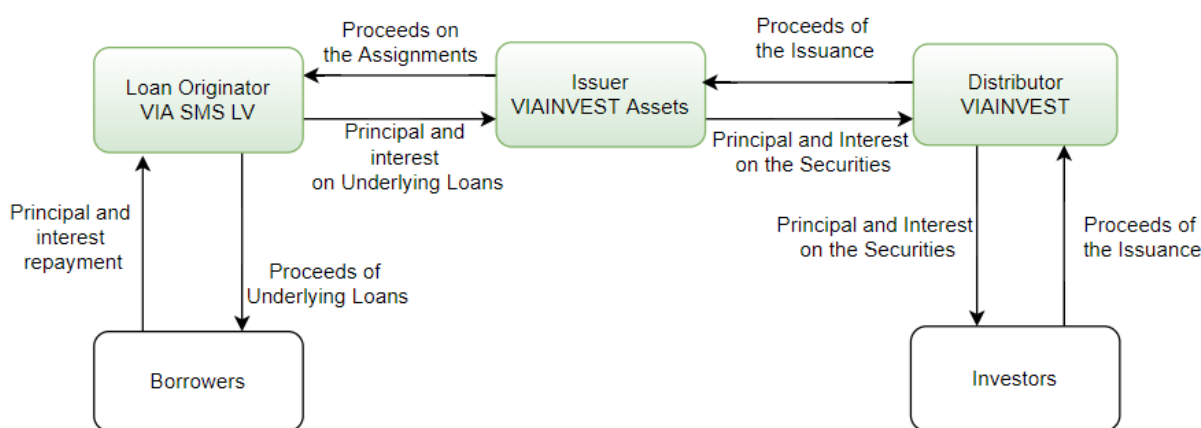 Proceeds on
the Assignments
Proceeds of
the Issuance
Loan Originator
VIA SMS LV
Issuer
VIAINVEST Assets
Distributor
VIAINVEST
Principal and
interest
on Underlying Loans
Principal and Interest
on the Securities
Principal and
interest
repayment
Proceeds of
Underlying Loans
Principal and Interest
on the Securities
Proceeds of
the Issuance
Borrowers
Investors